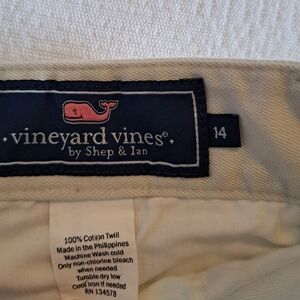 vineyard vines®
14
by Shep & Ian
100% Cotton Twill
Made in the Philippines
Machine Wash cold
Only non-chlorine bleach
when needed
Tumble dry low
Cool Iron if needed
RN 134578